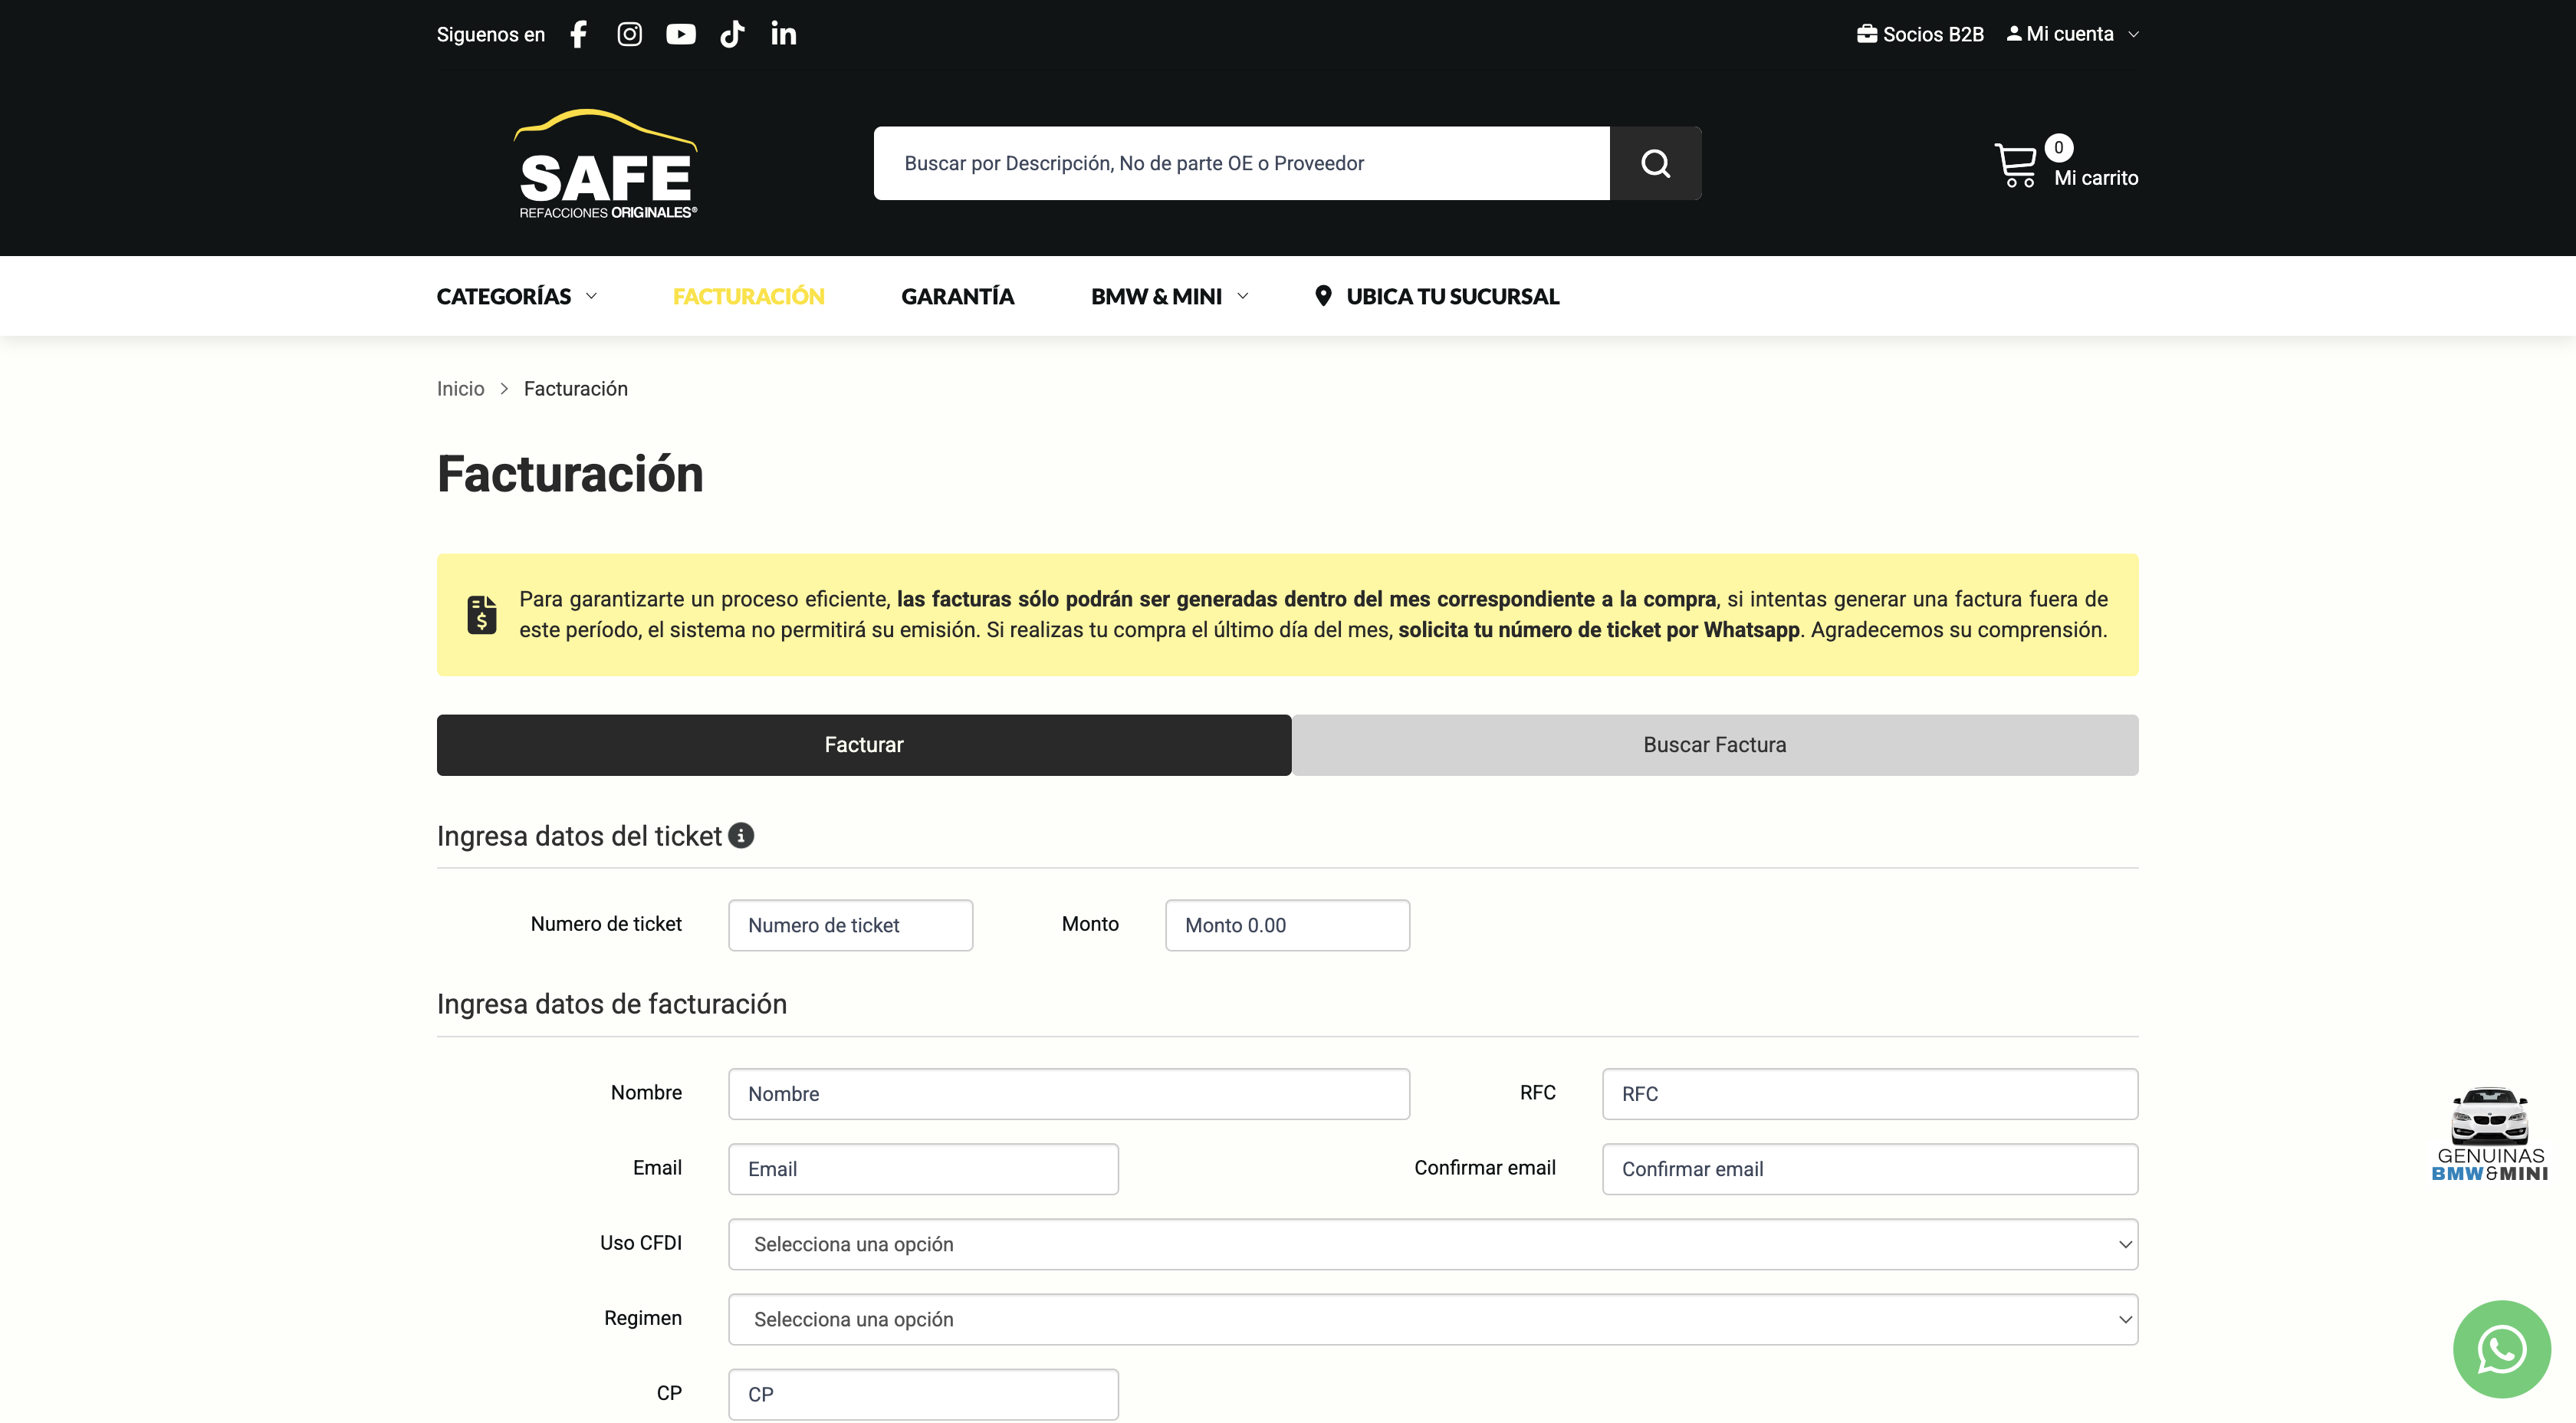 Siguenos en
Socios B2B
Mi cuenta
SAFE
REFACCIONES ORIGINALES®
Buscar por Descripción, No de parte OE o Proveedor
0
Mi carrito
CATEGORÍAS
FACTURACIÓN
GARANTÍA
BMW & MINI
UBICA TU SUCURSAL
Inicio > Facturación
Facturación
Para garantizarte un proceso eficiente, las facturas sólo podrán ser generadas dentro del mes correspondiente a la compra, si intentas generar una factura fuera de
este período, el sistema no permitirá su emisión. Si realizas tu compra el último día del mes, solicita tu número de ticket por Whatsapp. Agradecemos su comprensión.
Facturar
Buscar Factura
Ingresa datos del ticket
Numero de ticket
Numero de ticket
Monto
Monto 0.00
Ingresa datos de facturación
Nombre
Nombre
RFC
RFC
Email
Email
Confirmar email
Confirmar email
GENUINAS
BMW&MINI
Uso CFDI
Selecciona una opción
Regimen
Selecciona una opción
CP
CP